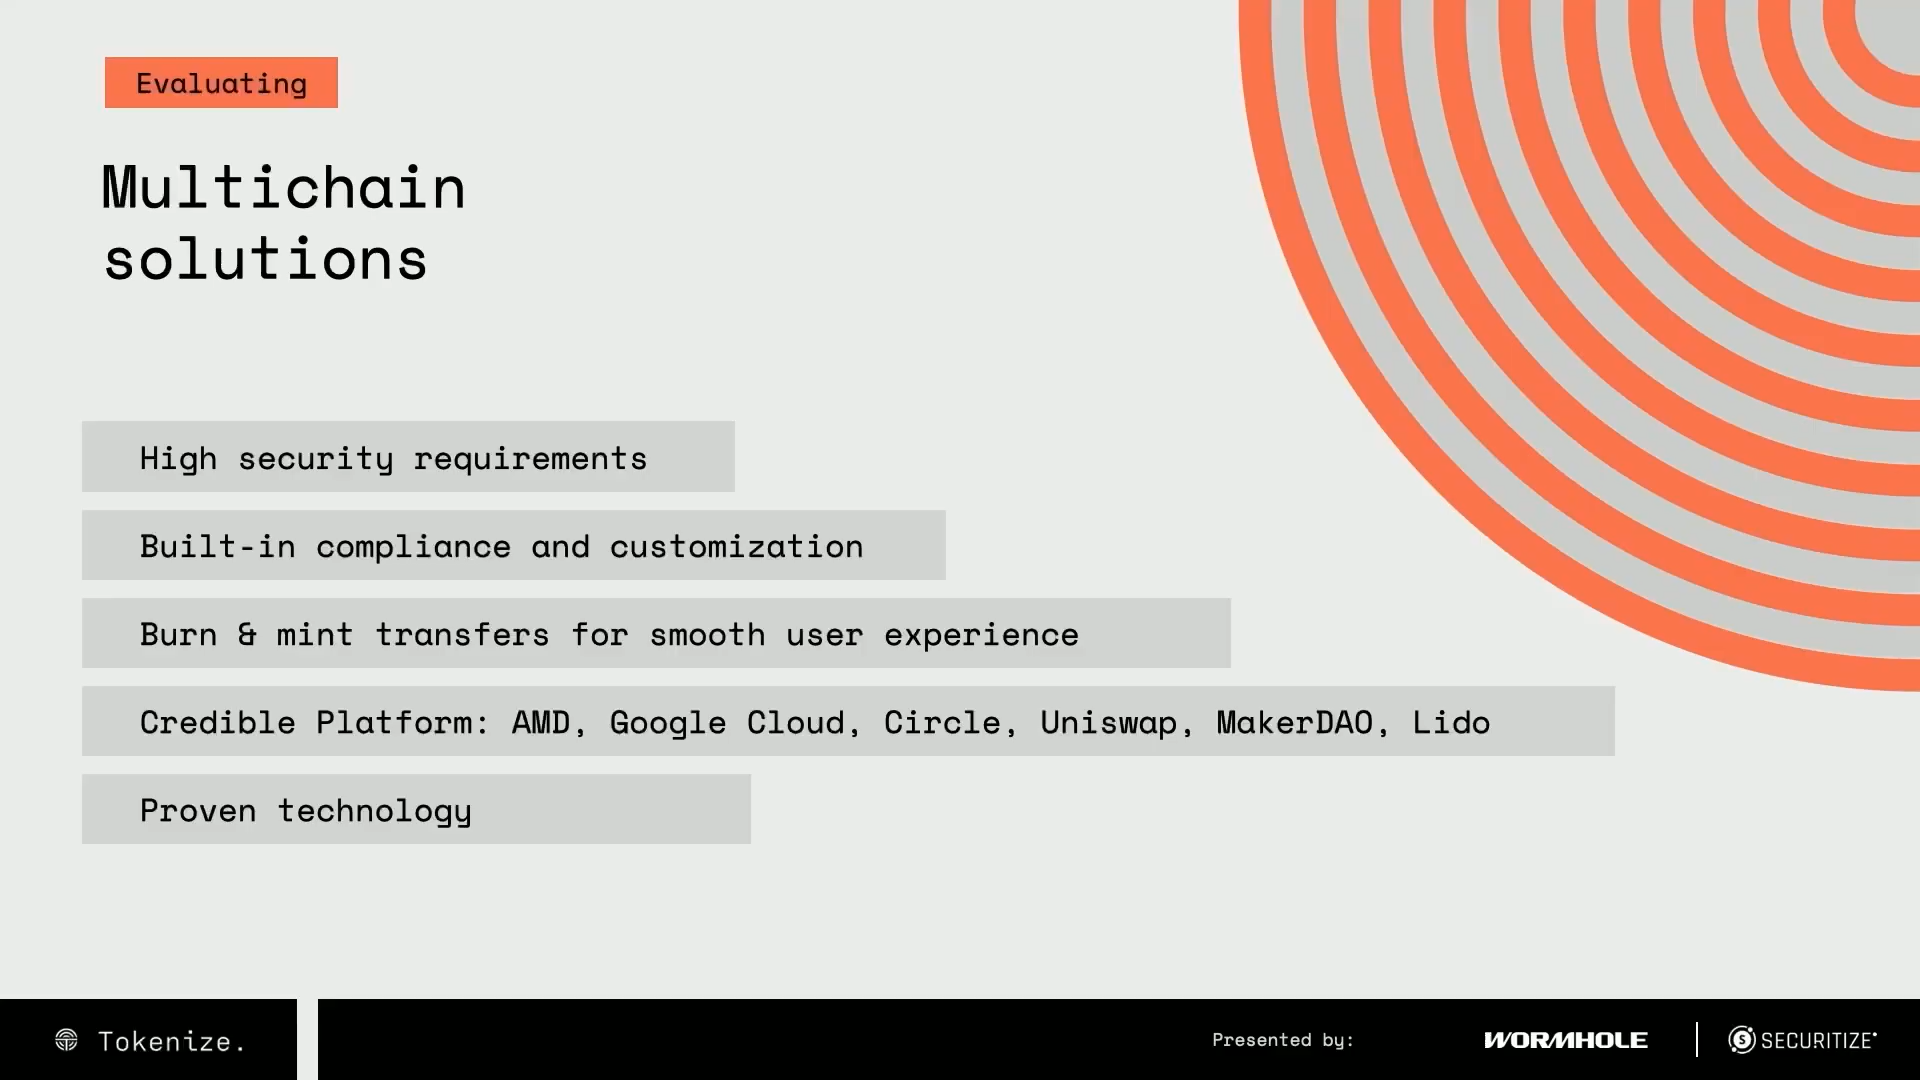 Evaluating
Multichain
solutions
High security requirements
Built-in compliance and customization
Burn & mint transfers for smooth user experience
Credible Platform: AMD, Google Cloud, Circle, Uniswap, MakerDAO, Lido
Proven technology
Tokenize.
Presented by:
WORMHOLE
SECURITIZE